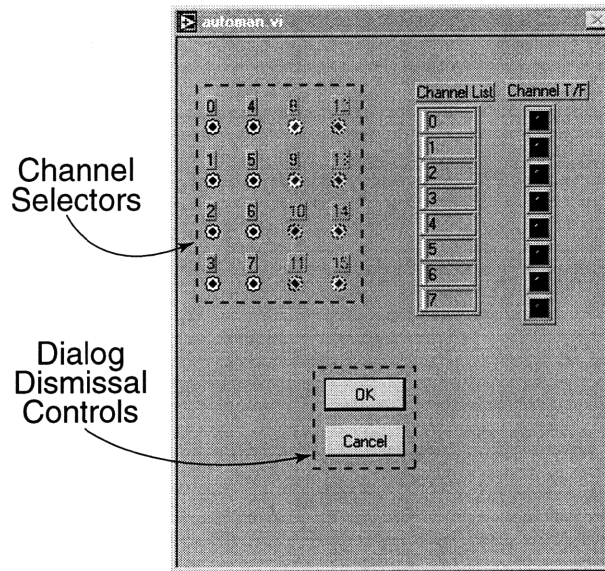 automan.vi
0 4 8 12
1 5 9 13
2 6 10 14
3 7 11 15
Channel Selectors
Channel List
0
1
2
3
4
5
6
7
Channel T/F
Dialog
Dismissal
Controls
OK
Cancel